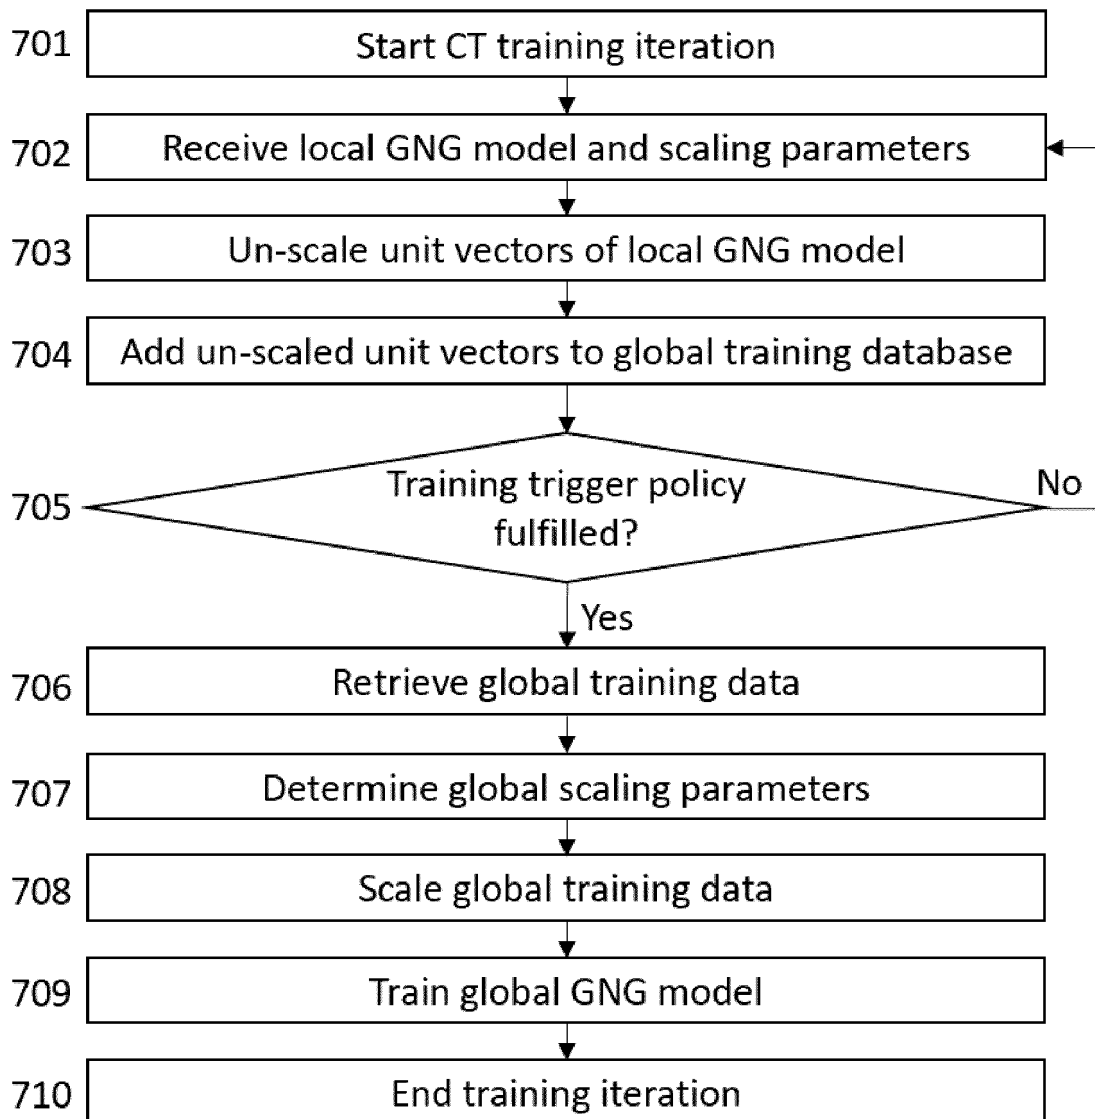 701 Start CT training iteration
702 Receive local GNG model and scaling parameters
703 Un-scale unit vectors of local GNG model
704 Add un-scaled unit vectors to global training database
705 Training trigger policy
fulfilled?
No
Yes
706 Retrieve global training data
707 Determine global scaling parameters
708 Scale global training data
709 Train global GNG model
710 End training iteration